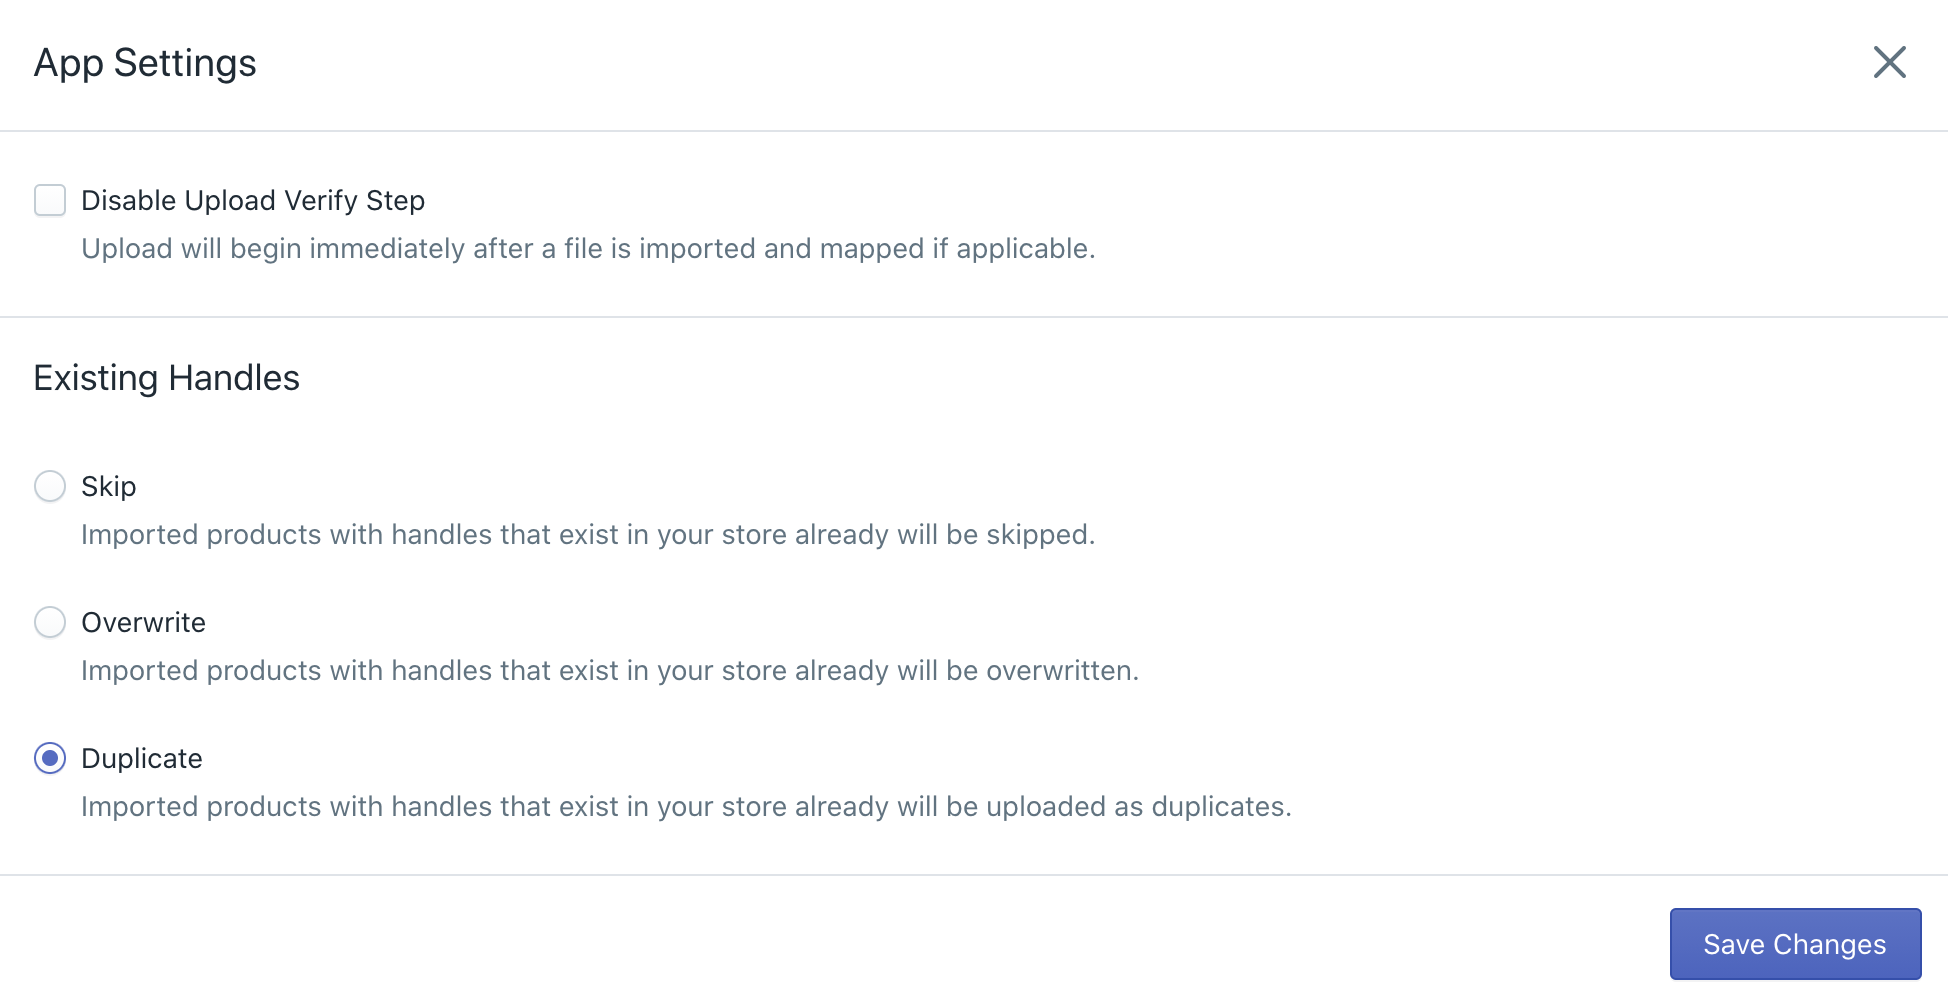 App Settings
Disable Upload Verify Step
Upload will begin immediately after a file is imported and mapped if applicable.
Existing Handles
Skip
Imported products with handles that exist in your store already will be skipped.
Overwrite
Imported products with handles that exist in your store already will be overwritten.
Duplicate
Imported products with handles that exist in your store already will be uploaded as duplicates.
Save Changes